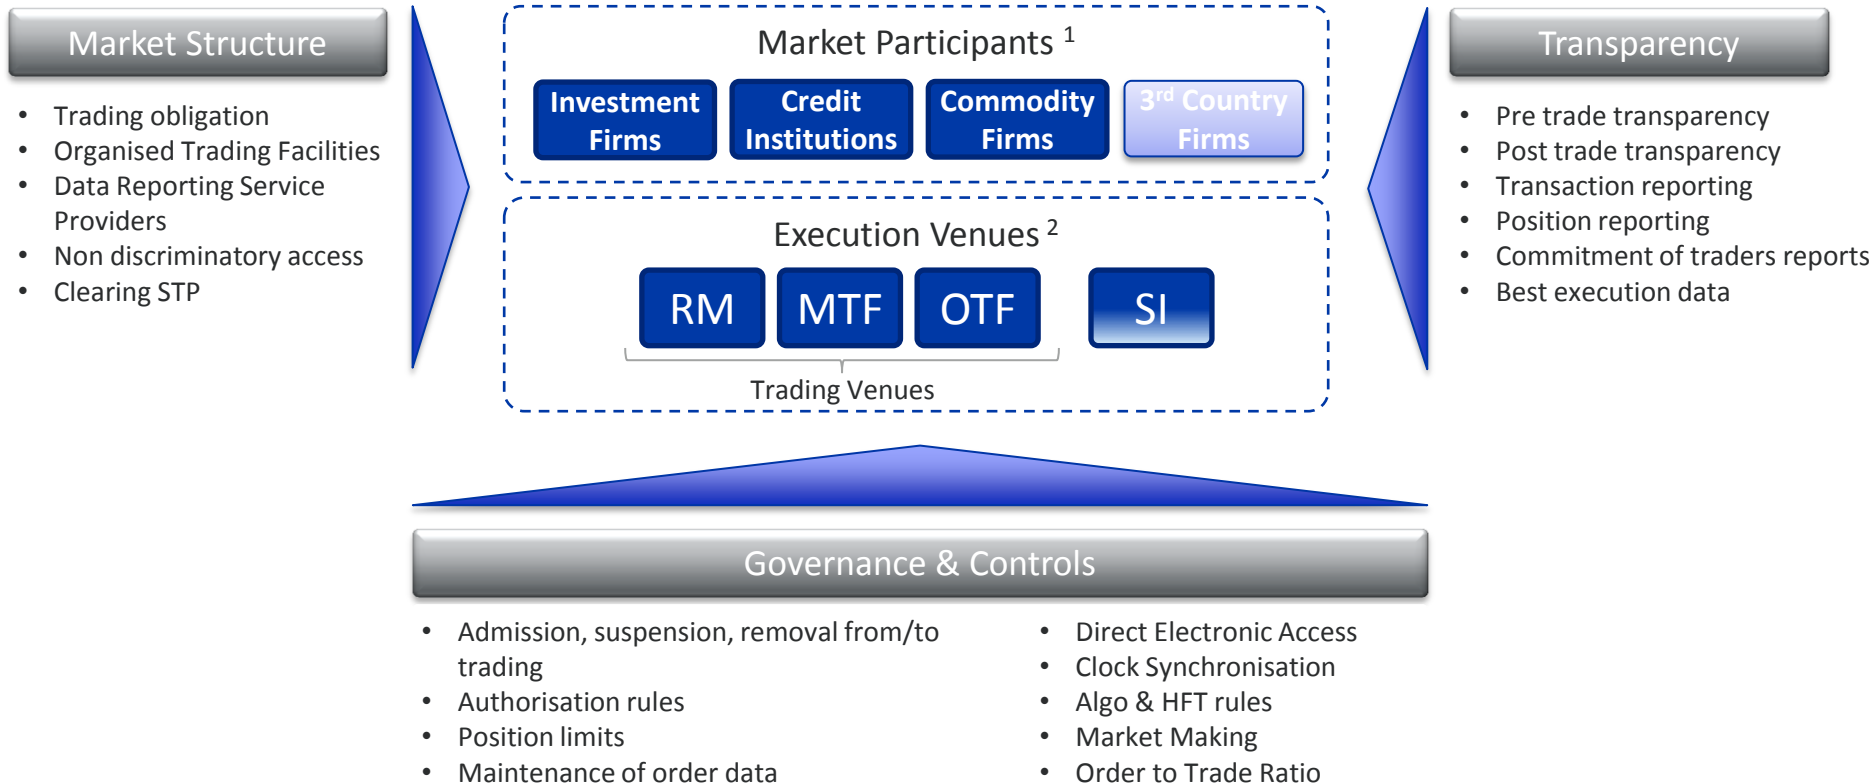 Market Structure
• Trading obligation
• Organised Trading Facilities
• Data Reporting Service
Providers
• Non discriminatory access
• Clearing STP
Market Participants 1
Investment
Firms
Credit
Institutions
Commodity
Firms
3rd Country
Firms
Execution Venues 2
RM
MTF
OTF
SI
Trading Venues
Transparency
• Pre trade transparency
• Post trade transparency
• Transaction reporting
• Position reporting
• Commitment of traders reports
• Best execution data
Governance & Controls
• Admission, suspension, removal from/to
trading
• Authorisation rules
• Position limits
• Maintenance of order data
• Direct Electronic Access
• Clock Synchronisation
• Algo & HFT rules
• Market Making
• Order to Trade Ratio